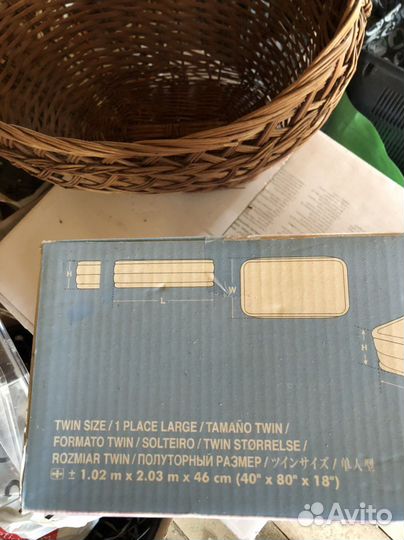 H
L
W
H
TWIN SIZE / 1 PLACE LARGE / TAMAÑO TWIN /
FORMATO TWIN / SOLTEIRO / TWIN STØRRELSE /
ROZMIAR TWIN / ПОЛУТОРНЫЙ РАЗМЕР / ツインサイズ / 单人型
± 1.02 m x 2.03 m x 46 cm (40" x 80" x 18")
Avito